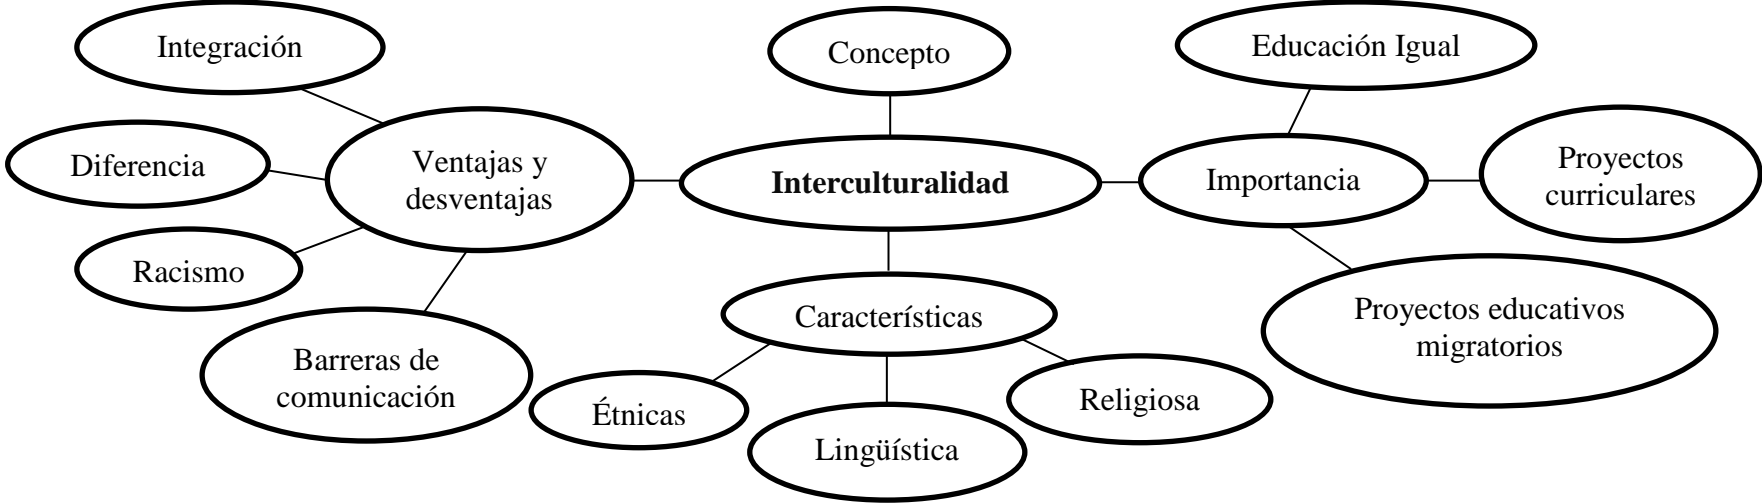 Integración
Concepto
Educación Igual
Diferencia
Ventajas y
desventajas
Interculturalidad
Importancia
Proyectos
curriculares
Racismo
Características
Proyectos educativos
migratorios
Barreras de
comunicación
Étnicas
Lingüística
Religiosa